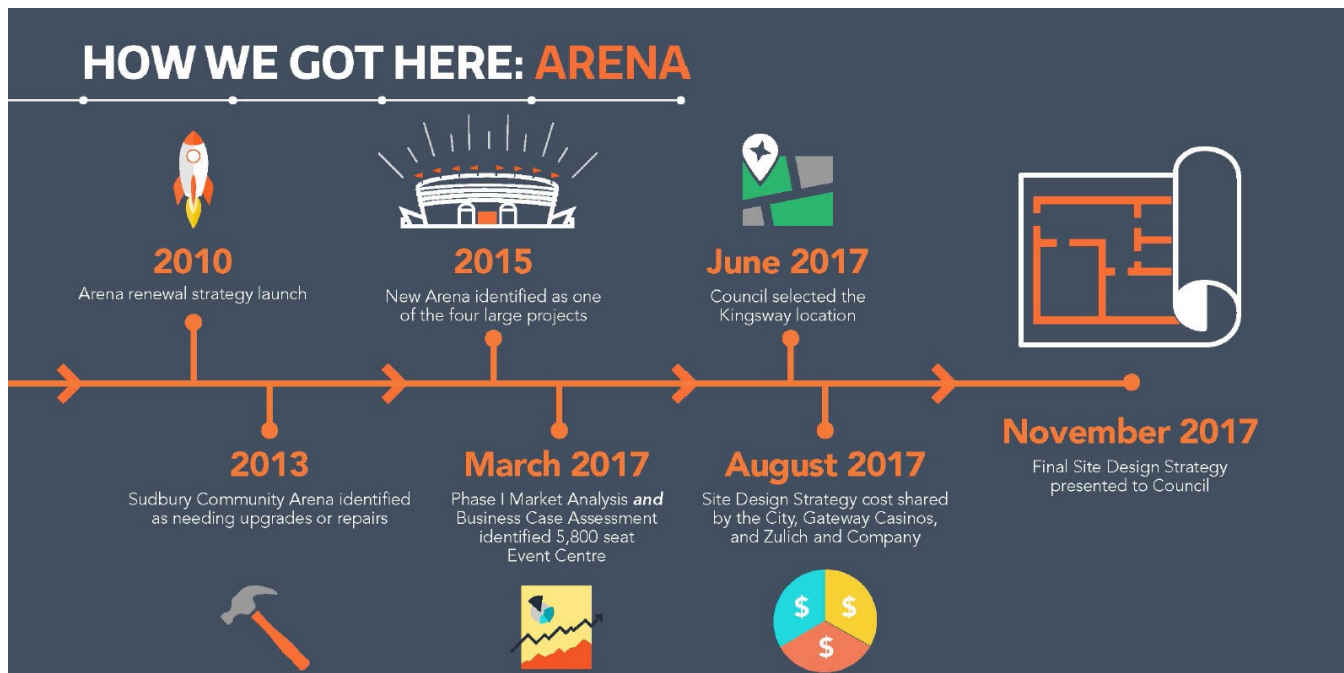 HOW WE GOT HERE: ARENA
2010
Arena renewal strategy launch
2013
Sudbury Community Arena identified
as needing upgrades or repairs
2015
New Arena identified as one
of the four large projects
March 2017
Phase I Market Analysis and
Business Case Assessment
identified 5,800 seat
Event Centre
June 2017
Council selected the
Kingsway location
August 2017
Site Design Strategy cost shared
by the City, Gateway Casinos,
and Zulich and Company
$ $
$
November 2017
Final Site Design Strategy
presented to Council